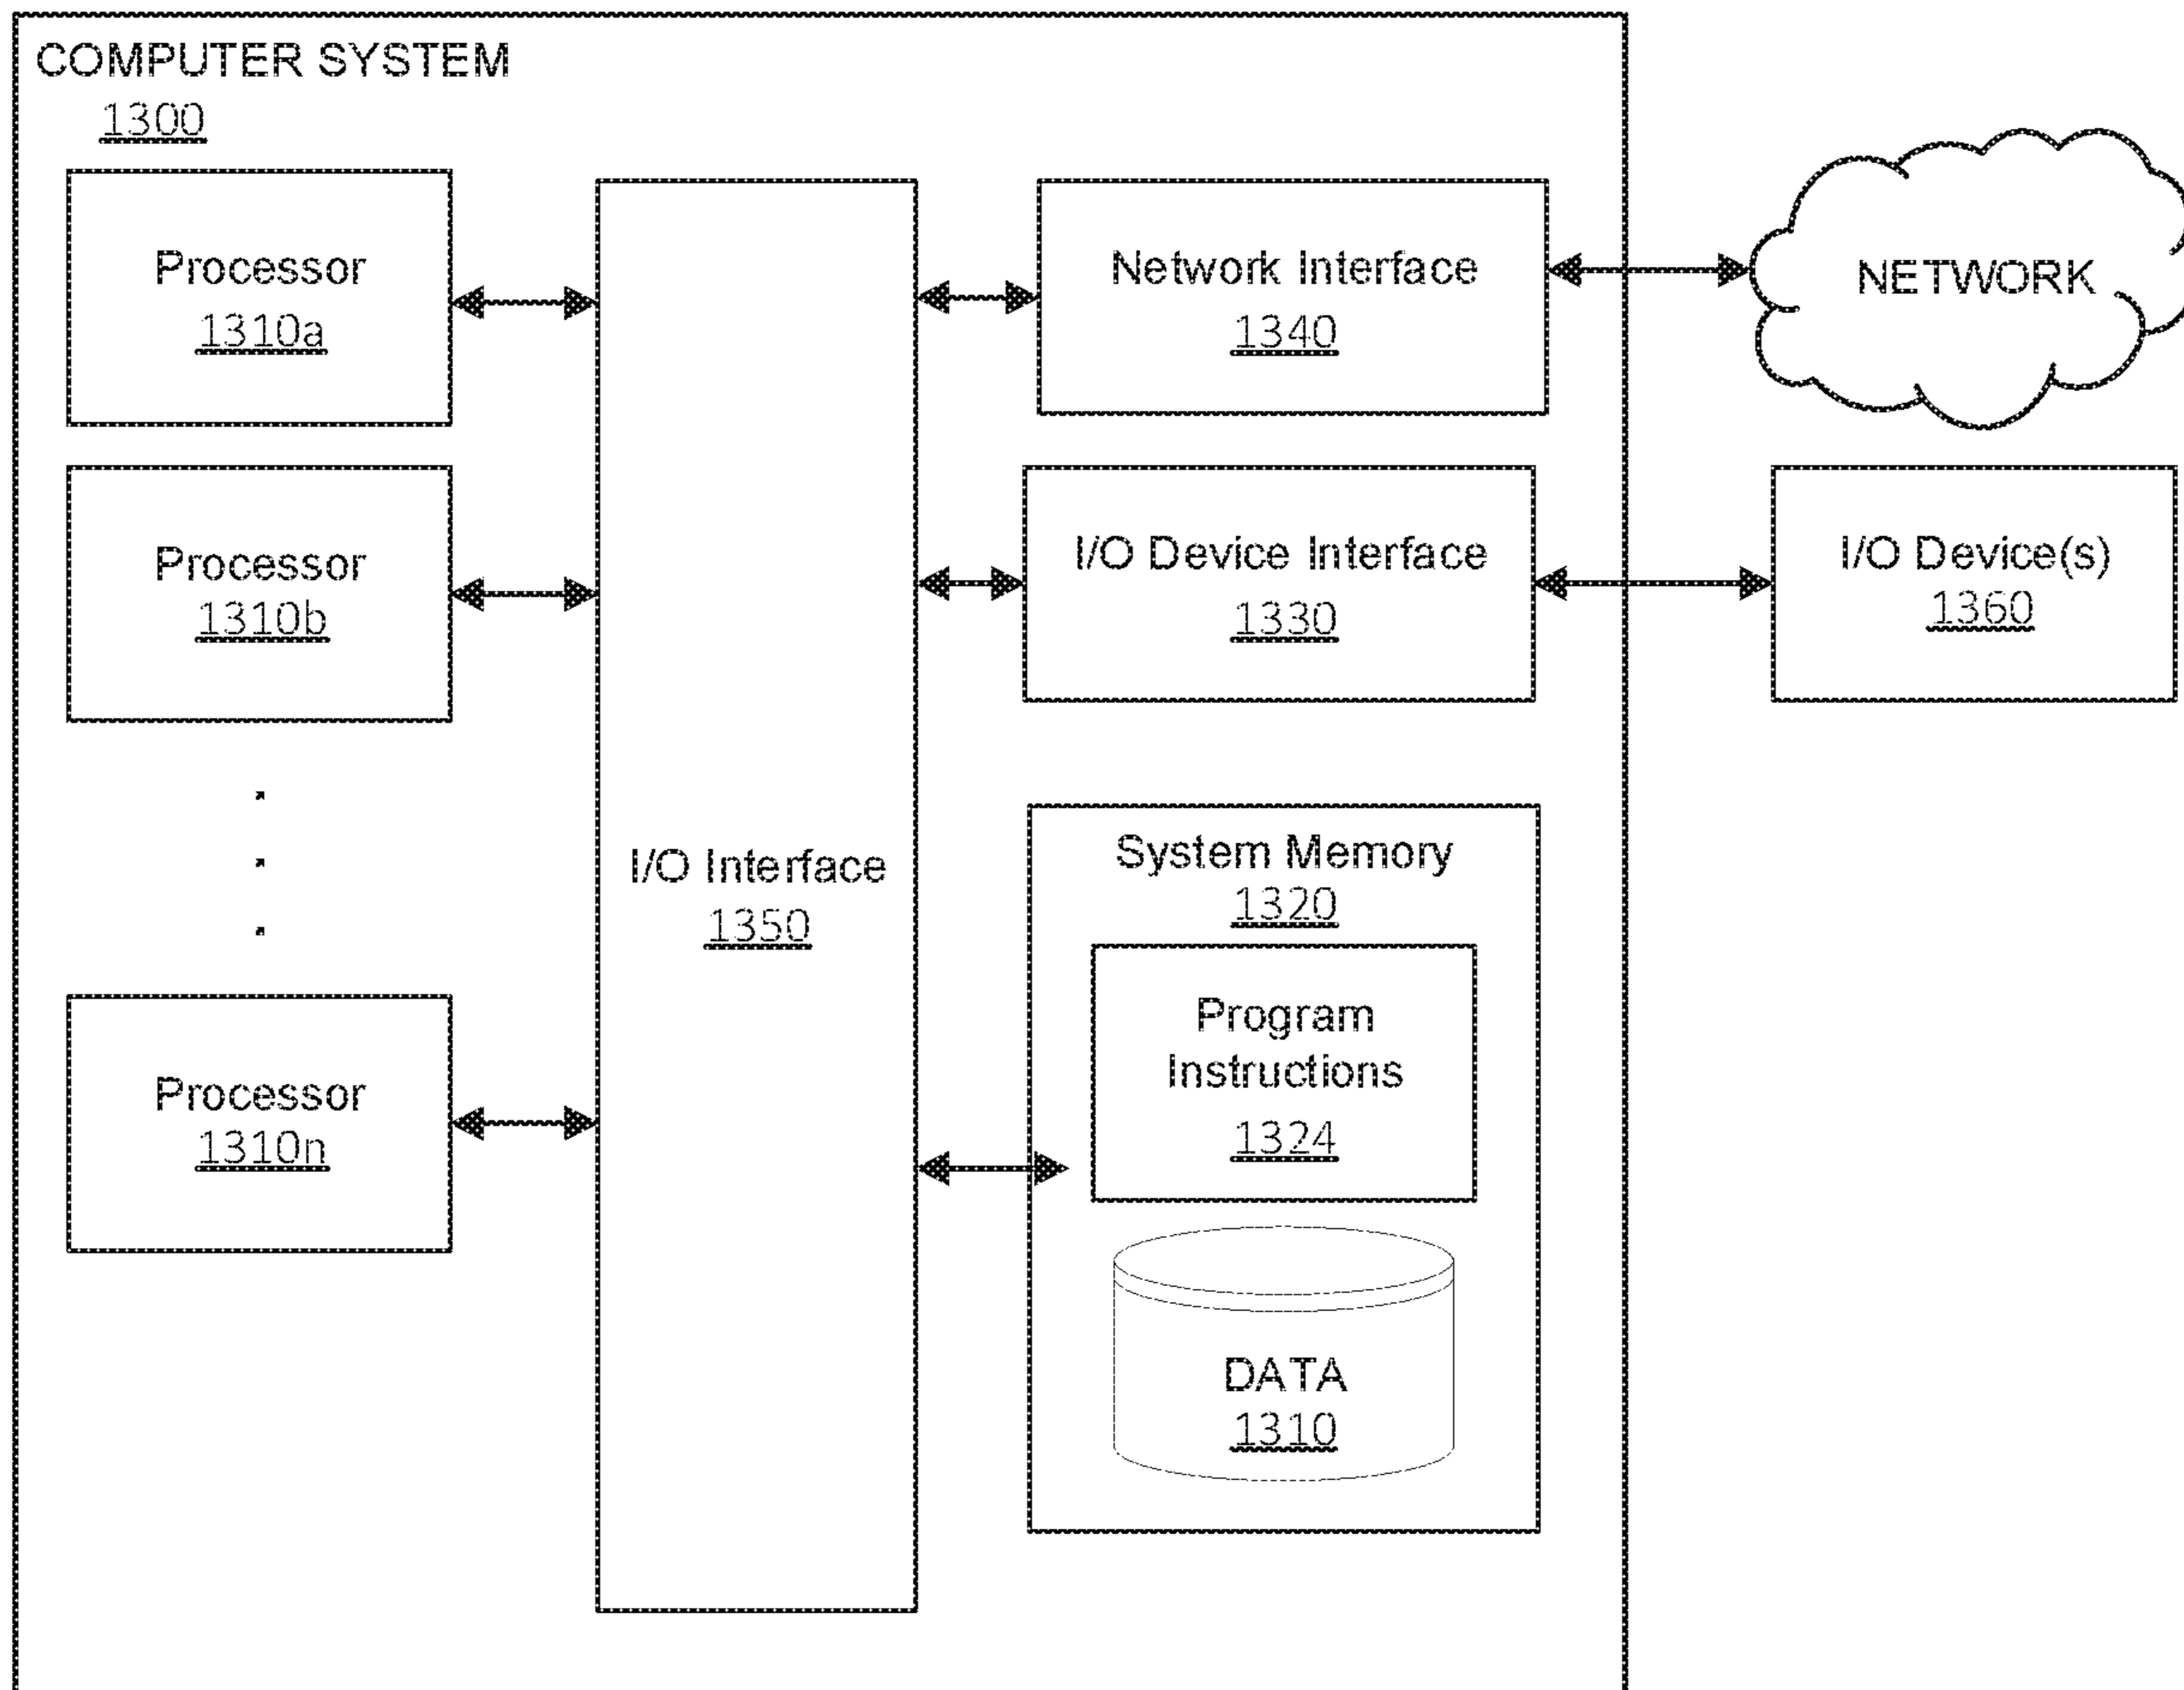 COMPUTER SYSTEM
1300
Processor
1310a
Processor
1310b
Processor
1310n
I/O Interface
1350
Network Interface
1340
I/O Device Interface
1330
System Memory
1320
Program
Instructions
1324
DATA
1310
NETWORK
I/O Device(s)
1360